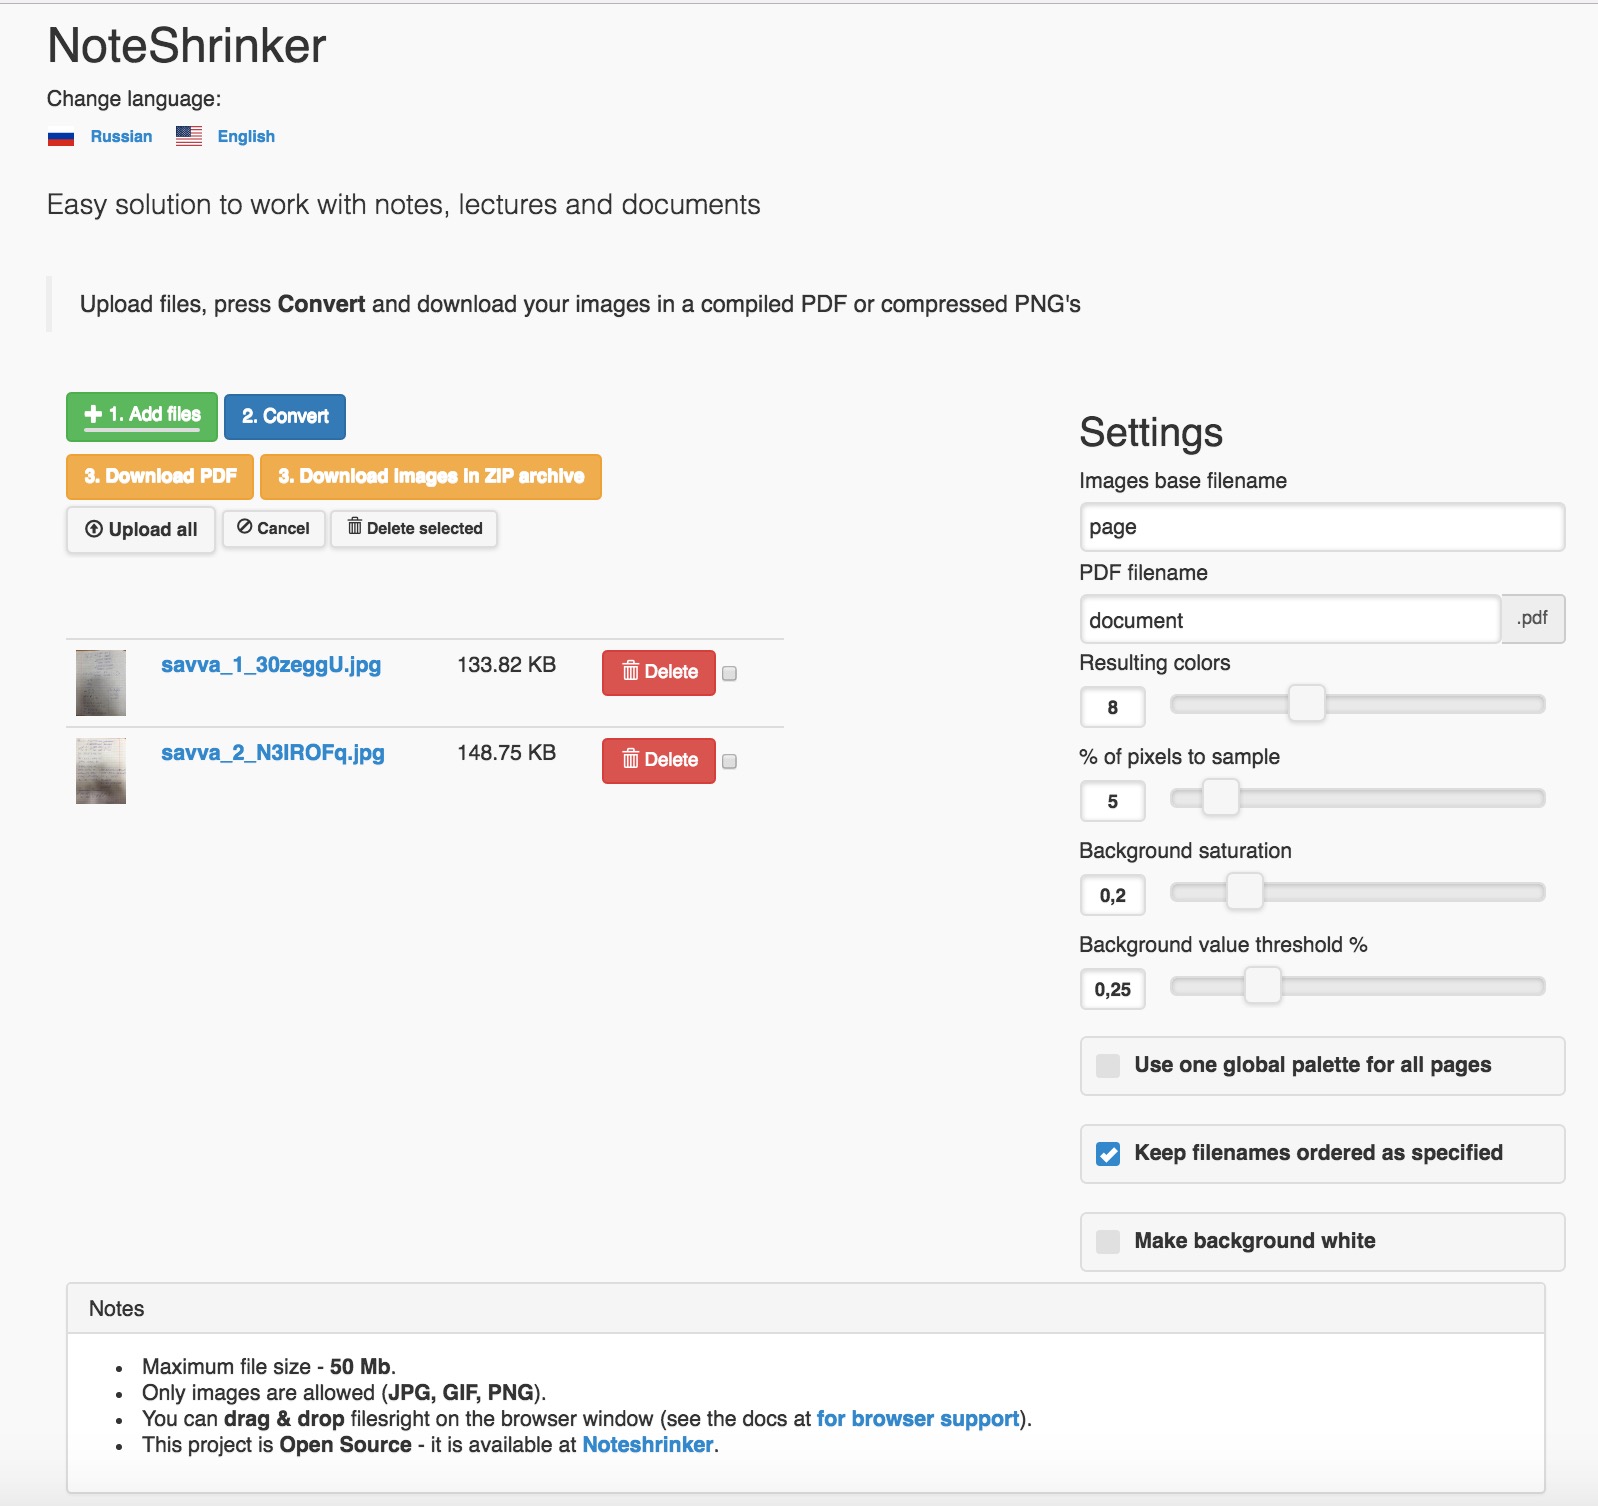 NoteShrinker
Change language:
Russian English
Easy solution to work with notes, lectures and documents
Upload files, press Convert and download your images in a compiled PDF or compressed PNG's
1. Add files 2. Convert
3. Download PDF 3. Download images in ZIP archive
Upload all Cancel Delete selected
savva_1_30zeggU.jpg 133.82 KB Delete
savva_2_N3IROFq.jpg 148.75 KB Delete
Settings
Images base filename
page
PDF filename
document .pdf
Resulting colors
8
% of pixels to sample
5
Background saturation
0,2
Background value threshold %
0,25
Use one global palette for all pages
Keep filenames ordered as specified
Make background white
Notes
• Maximum file size - 50 Mb.
• Only images are allowed (JPG, GIF, PNG).
• You can drag & drop filesright on the browser window (see the docs at for browser support).
• This project is Open Source - it is available at Noteshrinker.